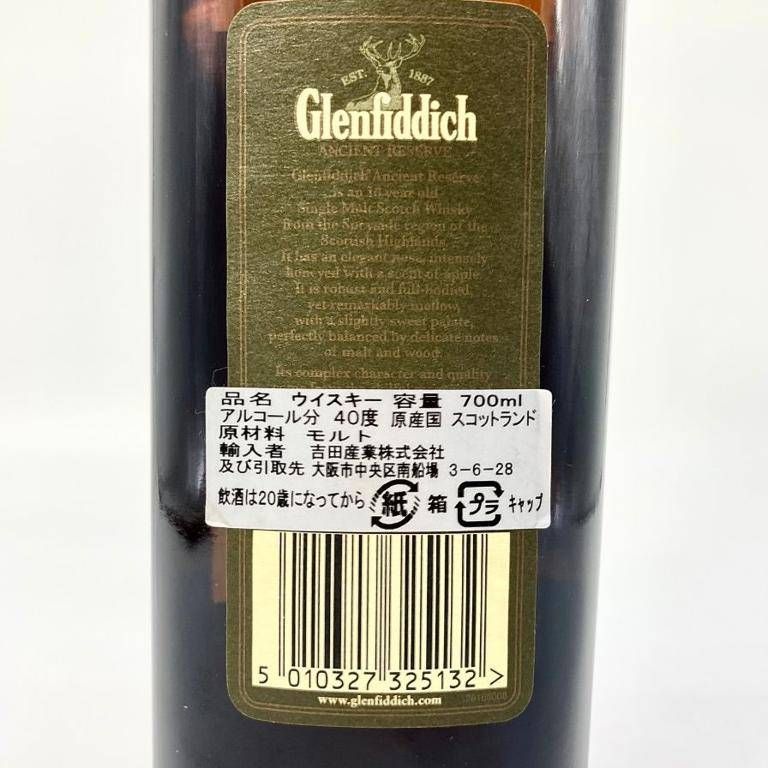 EST. 1887
Glenfiddich
ANCIENT RESERVE
Glenfiddich Ancient Reserve
is an 18 year old
Single Malt Scotch Whisky
from the Speyside region of the
Scottish Highlands.
It has an elegant nose, intensely
honeyed with a scent of apple.
It is robust and full-bodied,
yet remarkably mellow,
with a slightly sweet palate,
perfectly balanced by delicate notes
of malt and wood.
Its complex character and quality
品名 ウイスキー 容量 700ml
アルコール分 40度 原産国 スコットランド
原材料 モルト
輸入者 吉田産業株式会社
及び引取先 大阪市中央区南船場 3-6-28
飲酒は20歳になってから 紙 箱 プラ キャップ
5 010327 325132 >
www.glenfiddich.com